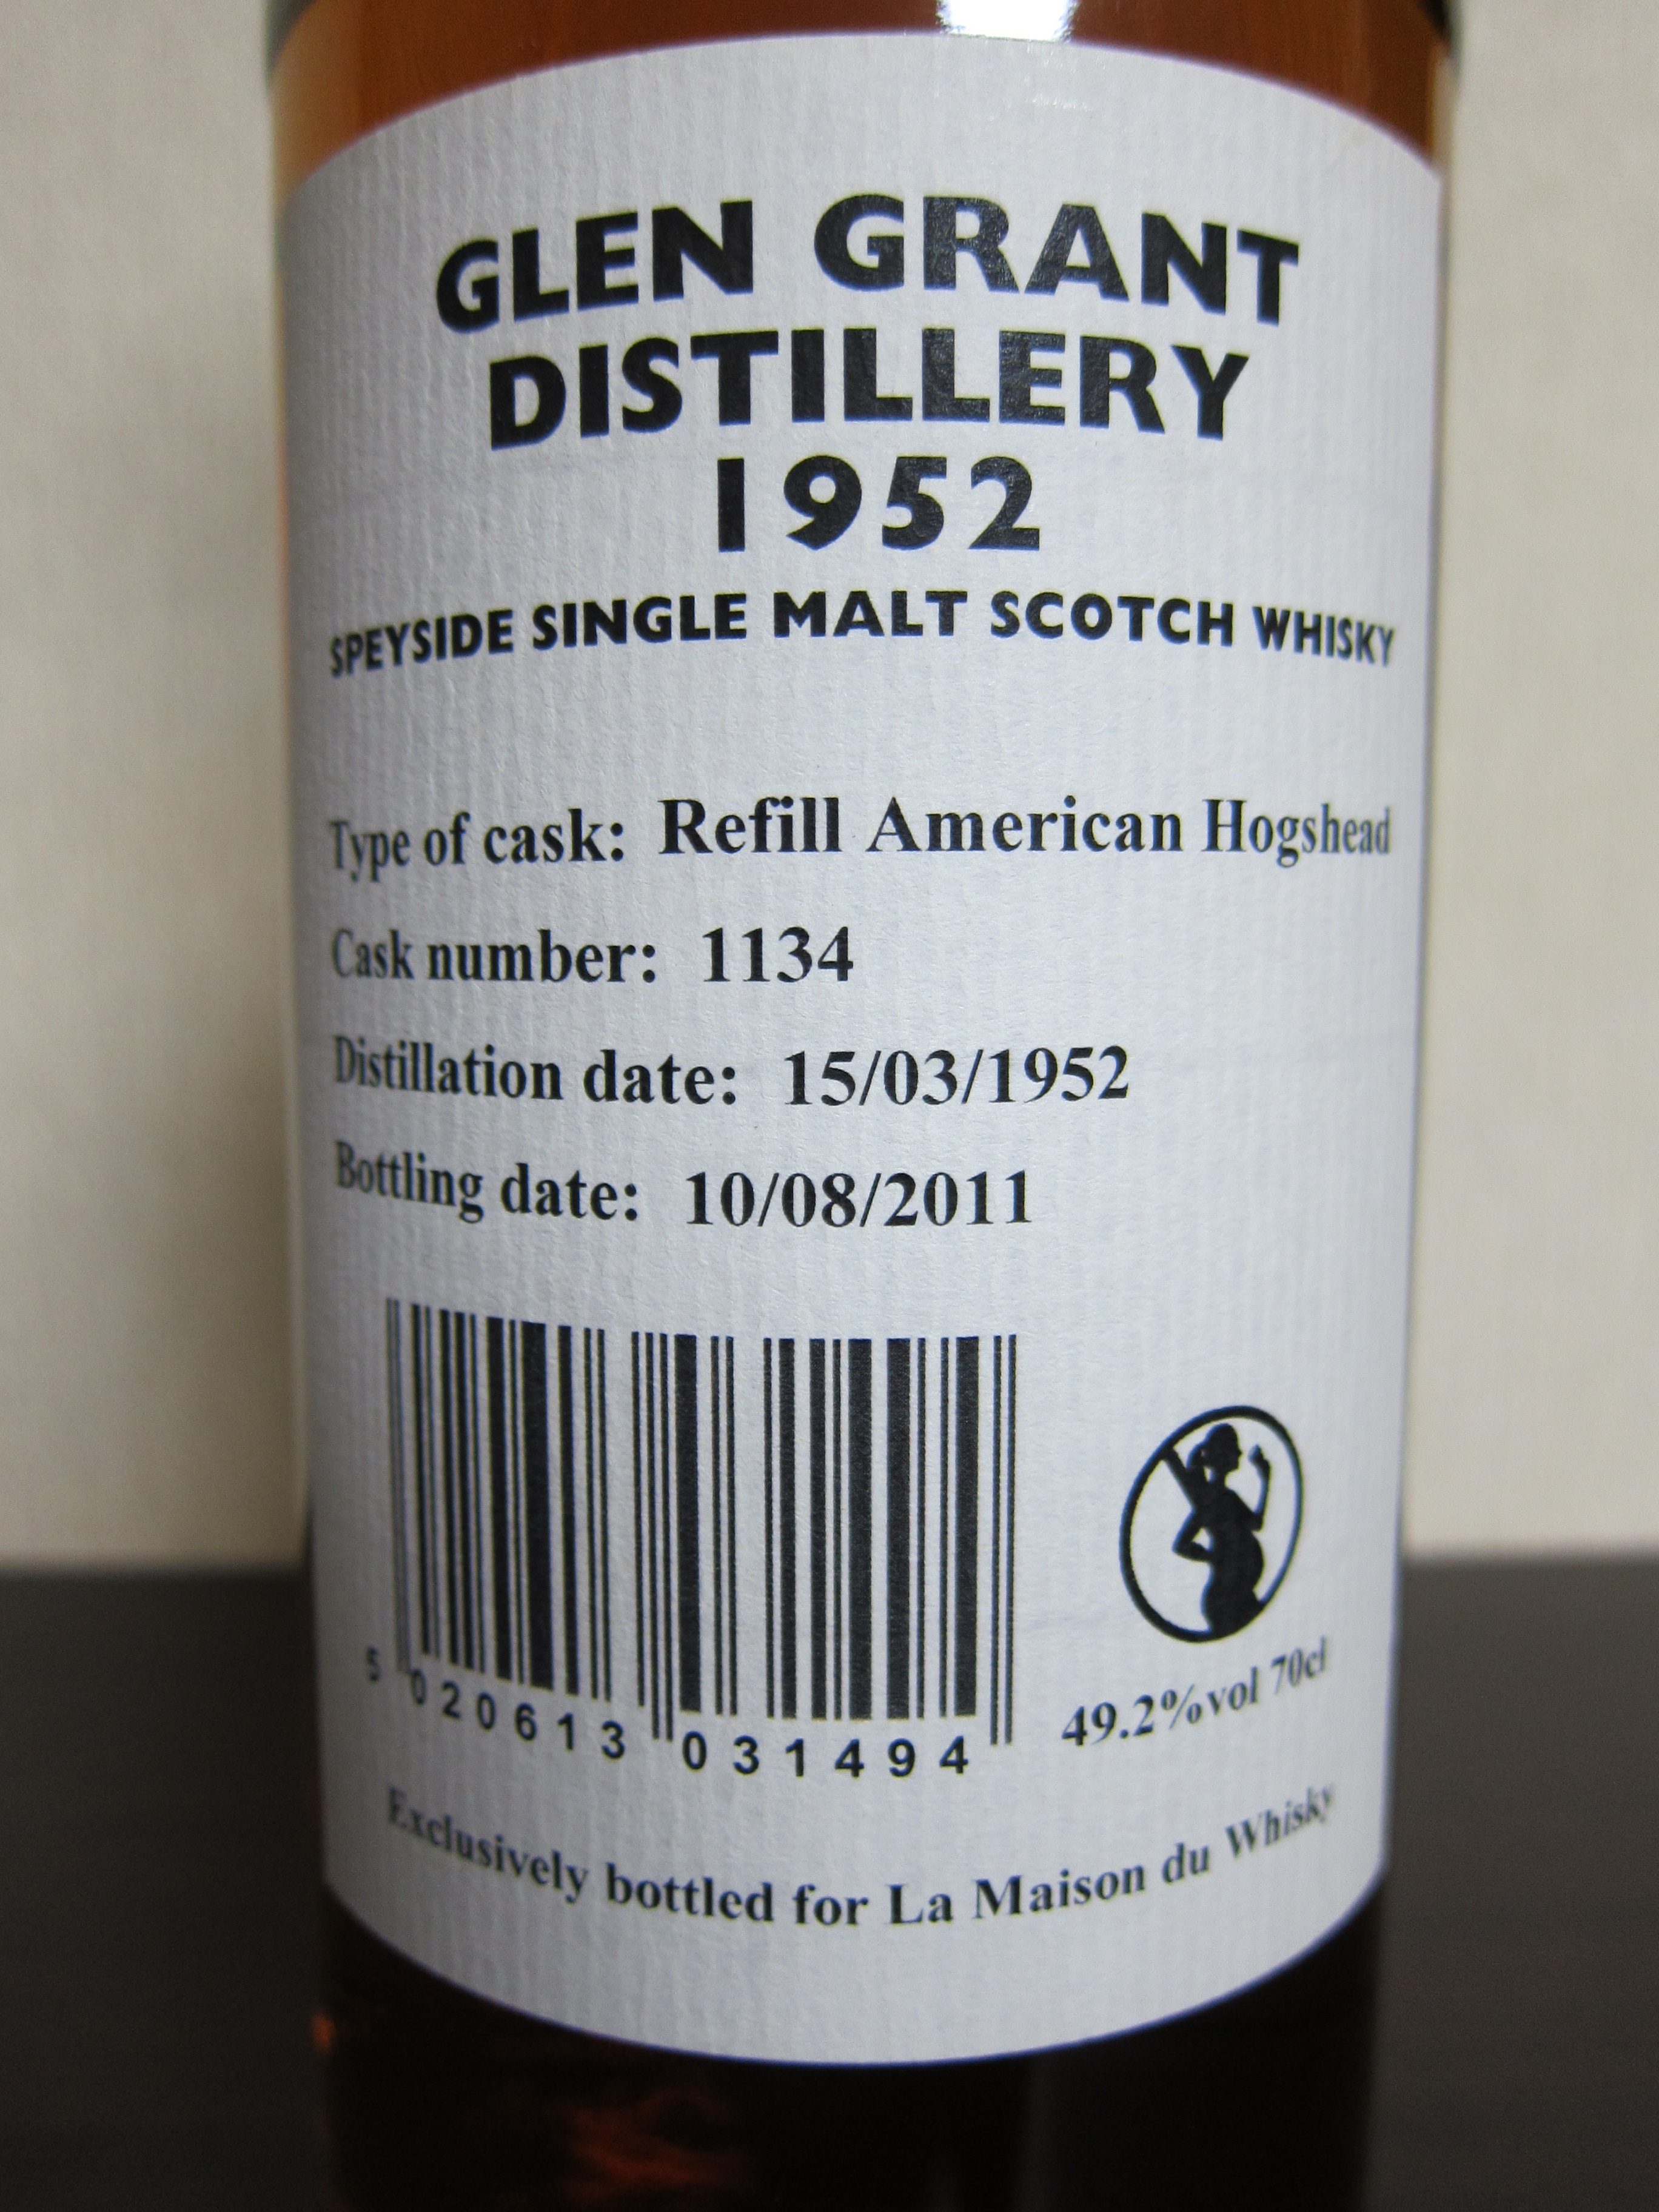 GLEN GRANT
DISTILLERY
1952
SPEYSIDE SINGLE MALT SCOTCH WHISKY
Type of cask: Refill American Hogshead
Cask number: 1134
Distillation date: 15/03/1952
Bottling date: 10/08/2011
5 020613 031494
49.2%vol 70cl
Exclusively bottled for La Maison du Whisky